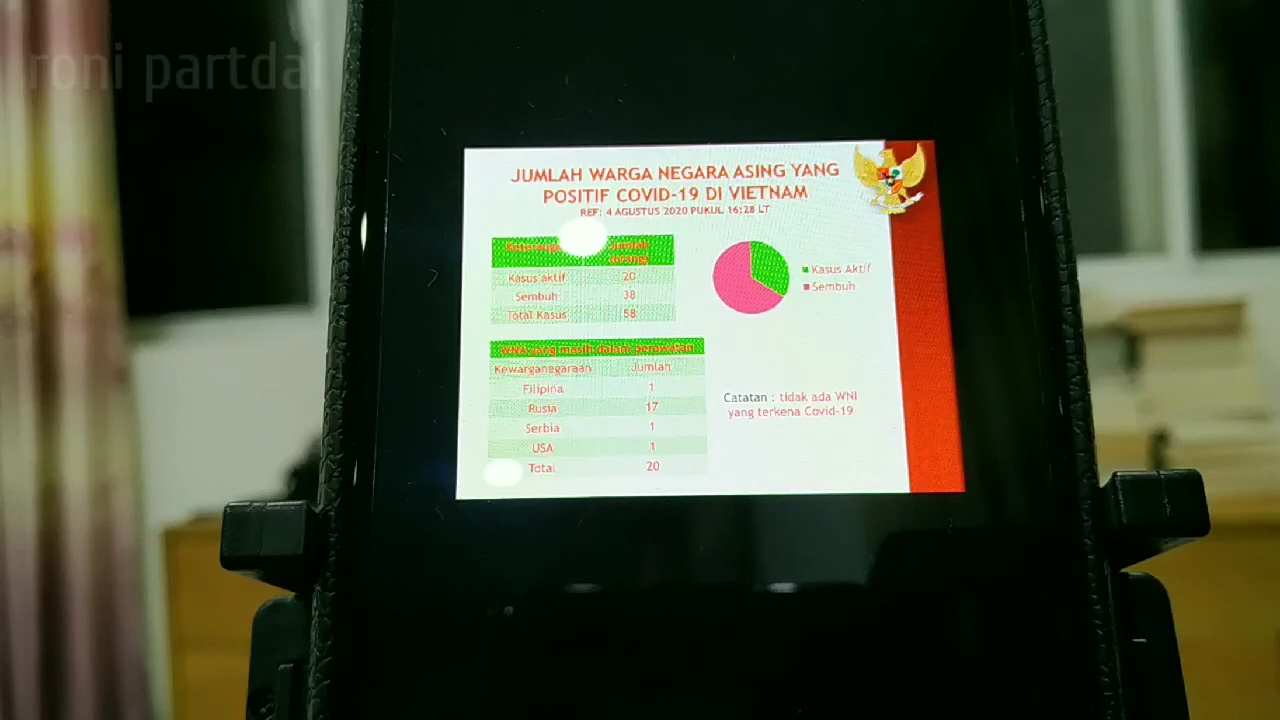 roni partdal
JUMLAH WARGA NEGARA ASING YANG
POSITIF COVID-19 DI VIETNAM
REF: 4 AGUSTUS 2020 PUKUL 16:28 LT
Jumlah
(orang)
Kasus aktif 20
Sembuh 38
Total Kasus 58
Kasus Aktif
Sembuh
WNA yang masih dalam perawatan
Kewarganegaraan Jumlah
Filipina 1
Rusia 17
Serbia 1
USA 1
Total 20
Catatan : tidak ada WNI
yang terkena Covid-19